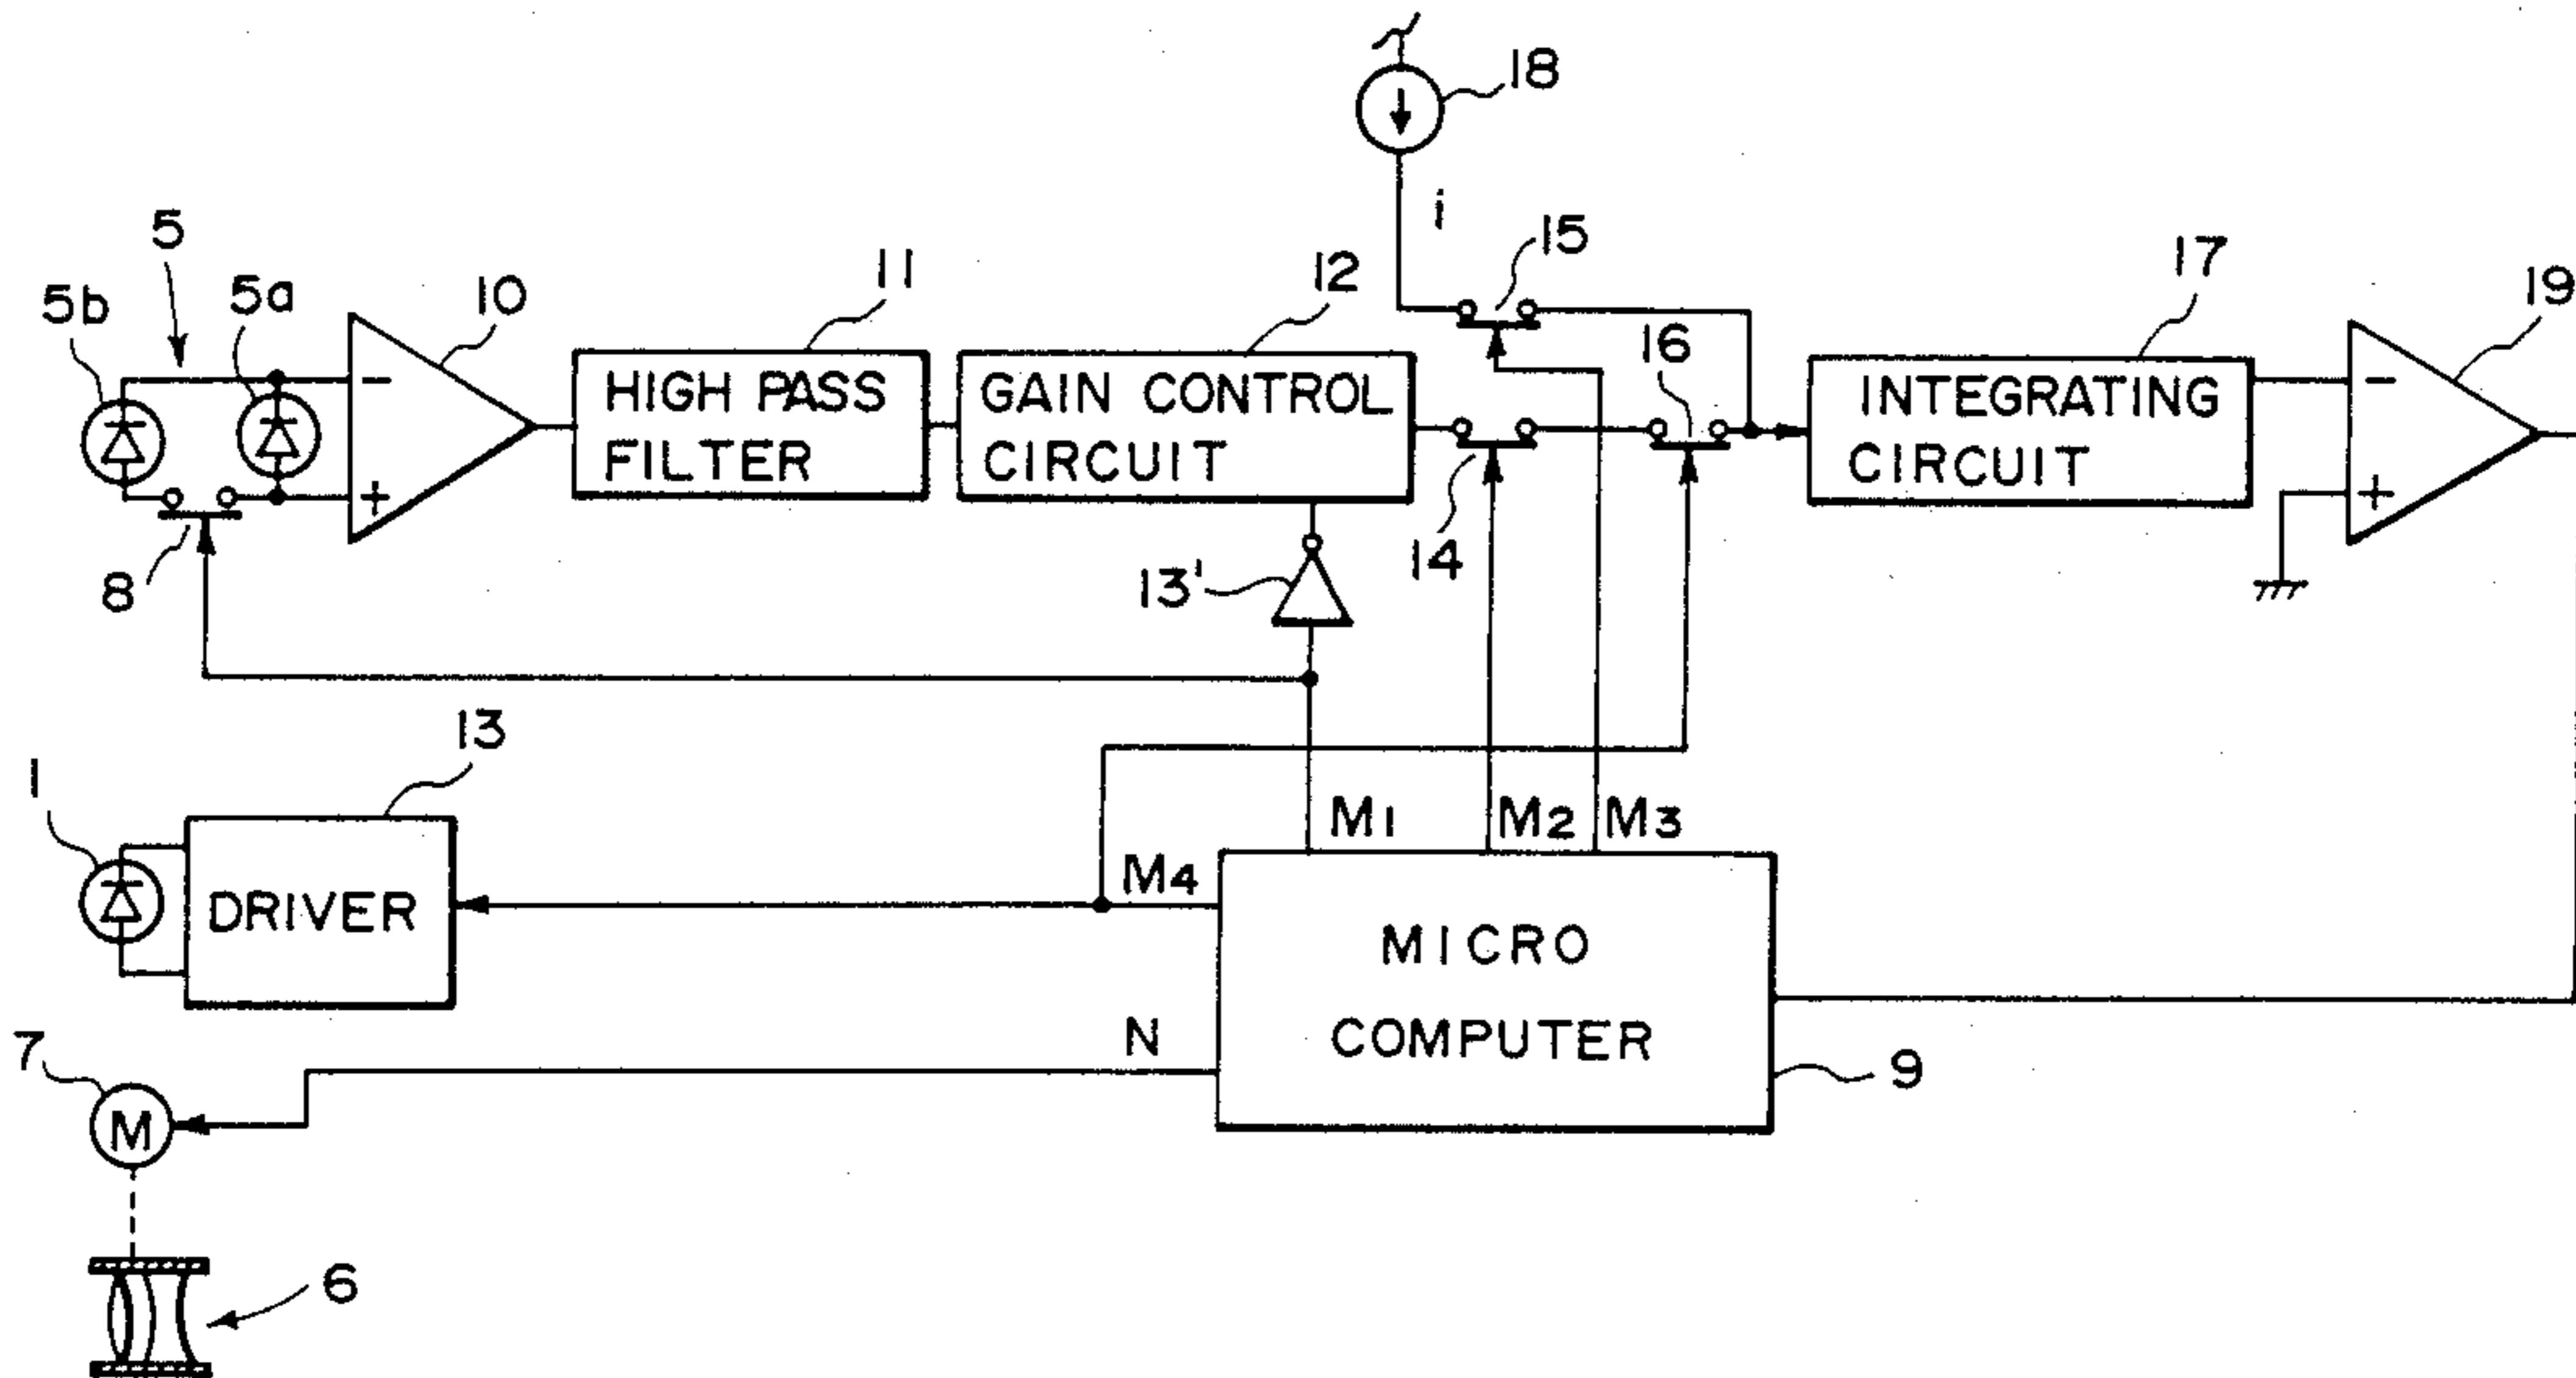 18
i
15
5
5b
5a
10
11
12
16
17
19
HIGH PASS
FILTER
GAIN CONTROL
CIRCUIT
INTEGRATING
CIRCUIT
−
+
−
+
8
13'
14
13
1
DRIVER
M1
M2
M3
M4
MICRO
COMPUTER
N
9
7
M
6